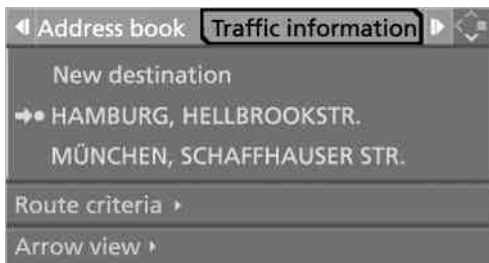 Address book Traffic information
New destination
HAMBURG, HELLBROOKSTR.
MÜNCHEN, SCHAFFHAUSER STR.
Route criteria
Arrow view